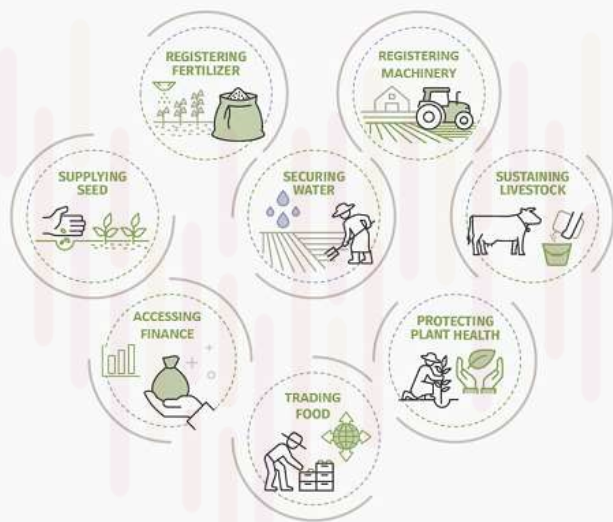 REGISTERING
FERTILIZER
REGISTERING
MACHINERY
SUPPLYING
SEED
SECURING
WATER
SUSTAINING
LIVESTOCK
ACCESSING
FINANCE
PROTECTING
PLANT HEALTH
TRADING
FOOD